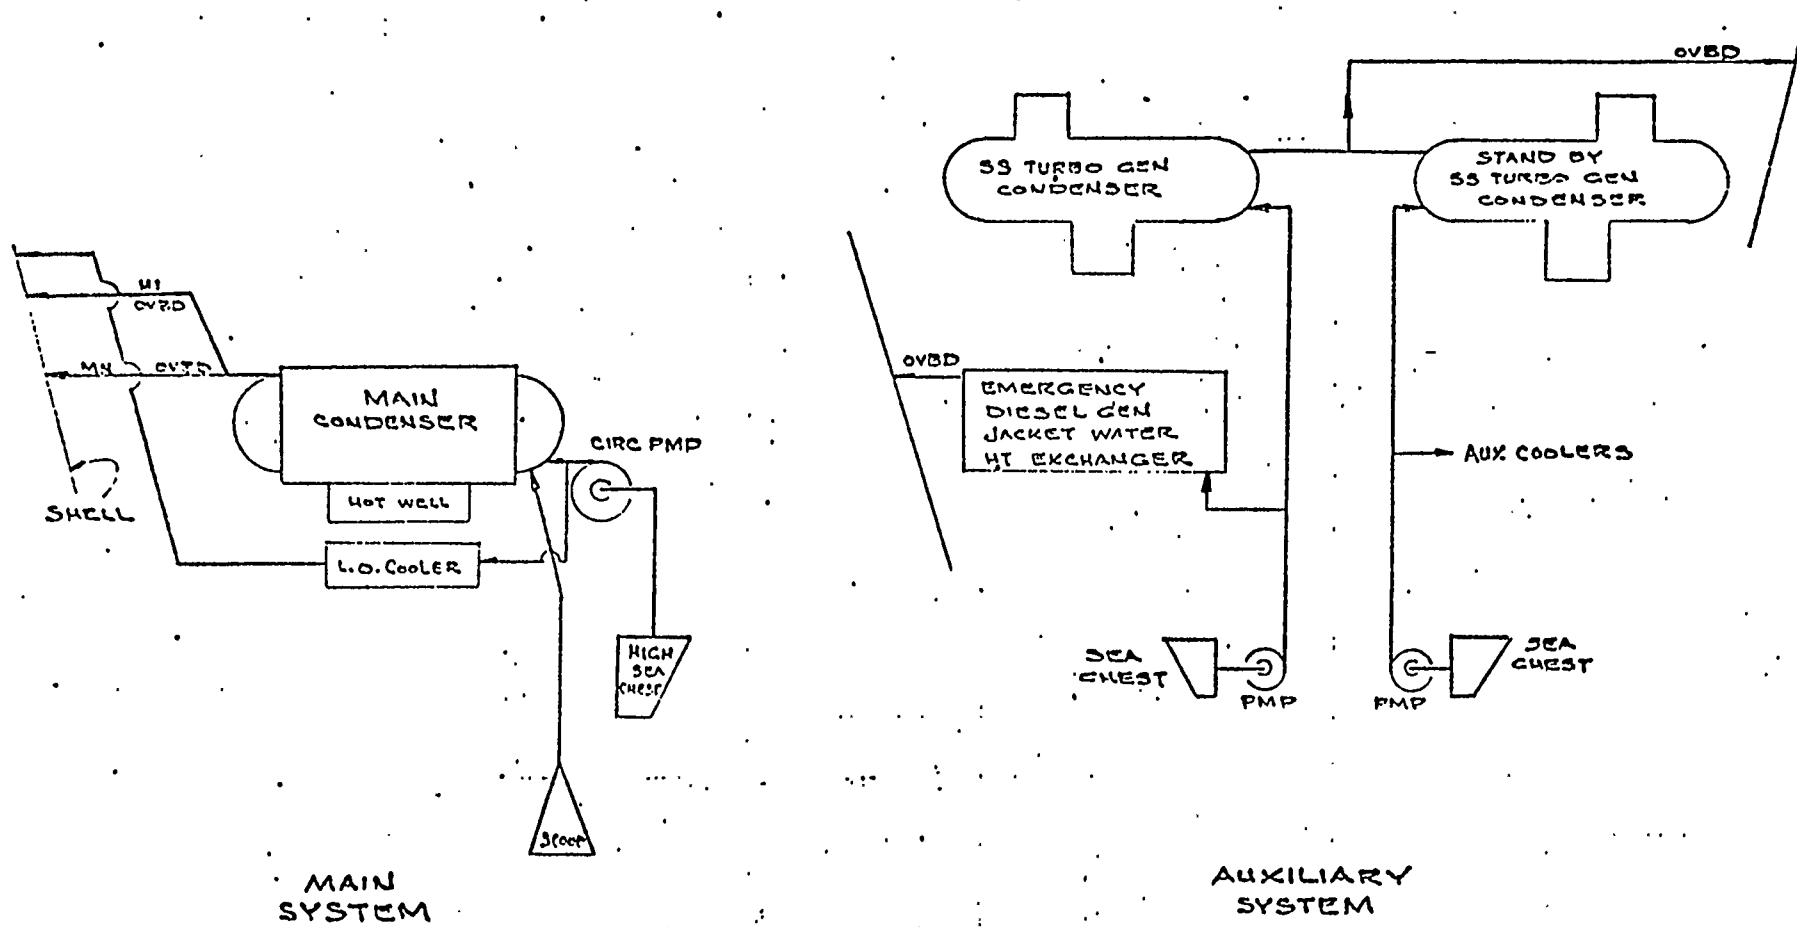 OVBD
SS TURBO GEN
CONDENSER
STAND BY
SS TURBO GEN
CONDENSER
HI
OVBD
MN OVBD
MAIN
CONDENSER
HOT WELL
CIRC PMP
SHELL
L.O. COOLER
HIGH
SEA
CHEST
SCOOP
MAIN
SYSTEM
OVBD
EMERGENCY
DIESEL GEN
JACKET WATER
HT EXCHANGER
AUX. COOLERS
SEA
CHEST
PMP
PMP
SEA
CHEST
AUXILIARY
SYSTEM